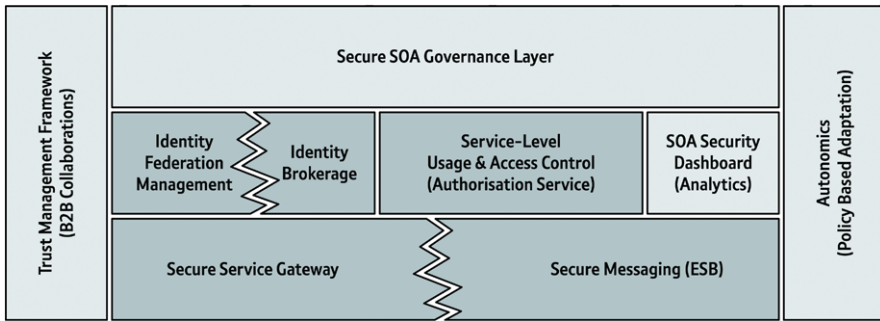 Trust Management Framework
(B2B Collaborations)
Secure SOA Governance Layer
Identity
Federation
Management
Identity
Brokerage
Service-Level
Usage & Access Control
(Authorisation Service)
SOA Security
Dashboard
(Analytics)
Secure Service Gateway
Secure Messaging (ESB)
Autonomics
(Policy Based Adaptation)